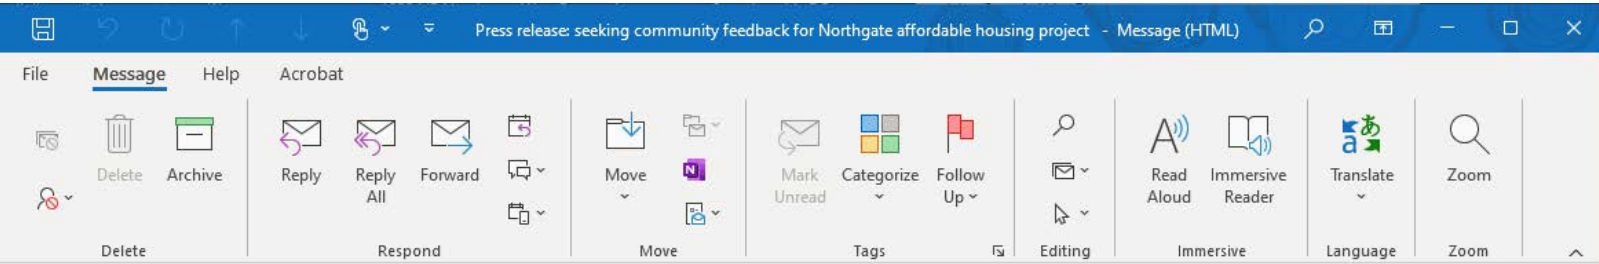 Press release: seeking community feedback for Northgate affordable housing project - Message (HTML)
File Message Help Acrobat
Delete Archive Reply Reply All Forward Move Mark Unread Categorize Follow Up Read Aloud Immersive Reader Translate Zoom
Delete Respond Move Tags Editing Immersive Language Zoom